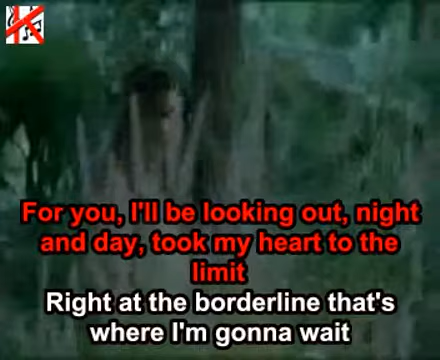 For you, I'll be looking out, night
and day, took my heart to the
limit
Right at the borderline that's
where I'm gonna wait